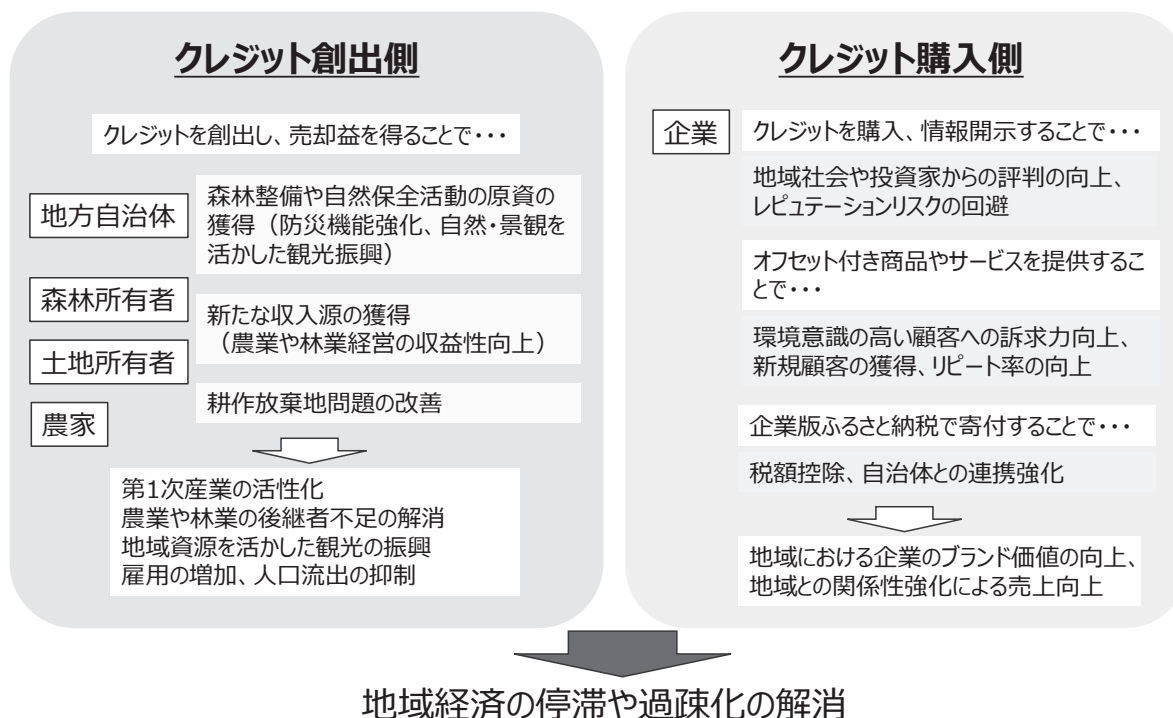 クレジット創出側
クレジットを創出し、売却益を得ることで・・・
地方自治体
森林整備や自然保全活動の原資の
獲得（防災機能強化、自然・景観を
活かした観光振興）
森林所有者
土地所有者
新たな収入源の獲得
（農業や林業経営の収益性向上）
農家
耕作放棄地問題の改善
第1次産業の活性化
農業や林業の後継者不足の解消
地域資源を活かした観光の振興
雇用の増加、人口流出の抑制
クレジット購入側
企業
クレジットを購入、情報開示することで・・・
地域社会や投資家からの評判の向上、
レピュテーションリスクの回避
オフセット付き商品やサービスを提供するこ
とで・・・
環境意識の高い顧客への訴求力向上、
新規顧客の獲得、リピート率の向上
企業版ふるさと納税で寄付することで・・・
税額控除、自治体との連携強化
地域における企業のブランド価値の向上、
地域との関係性強化による売上向上
地域経済の停滞や過疎化の解消